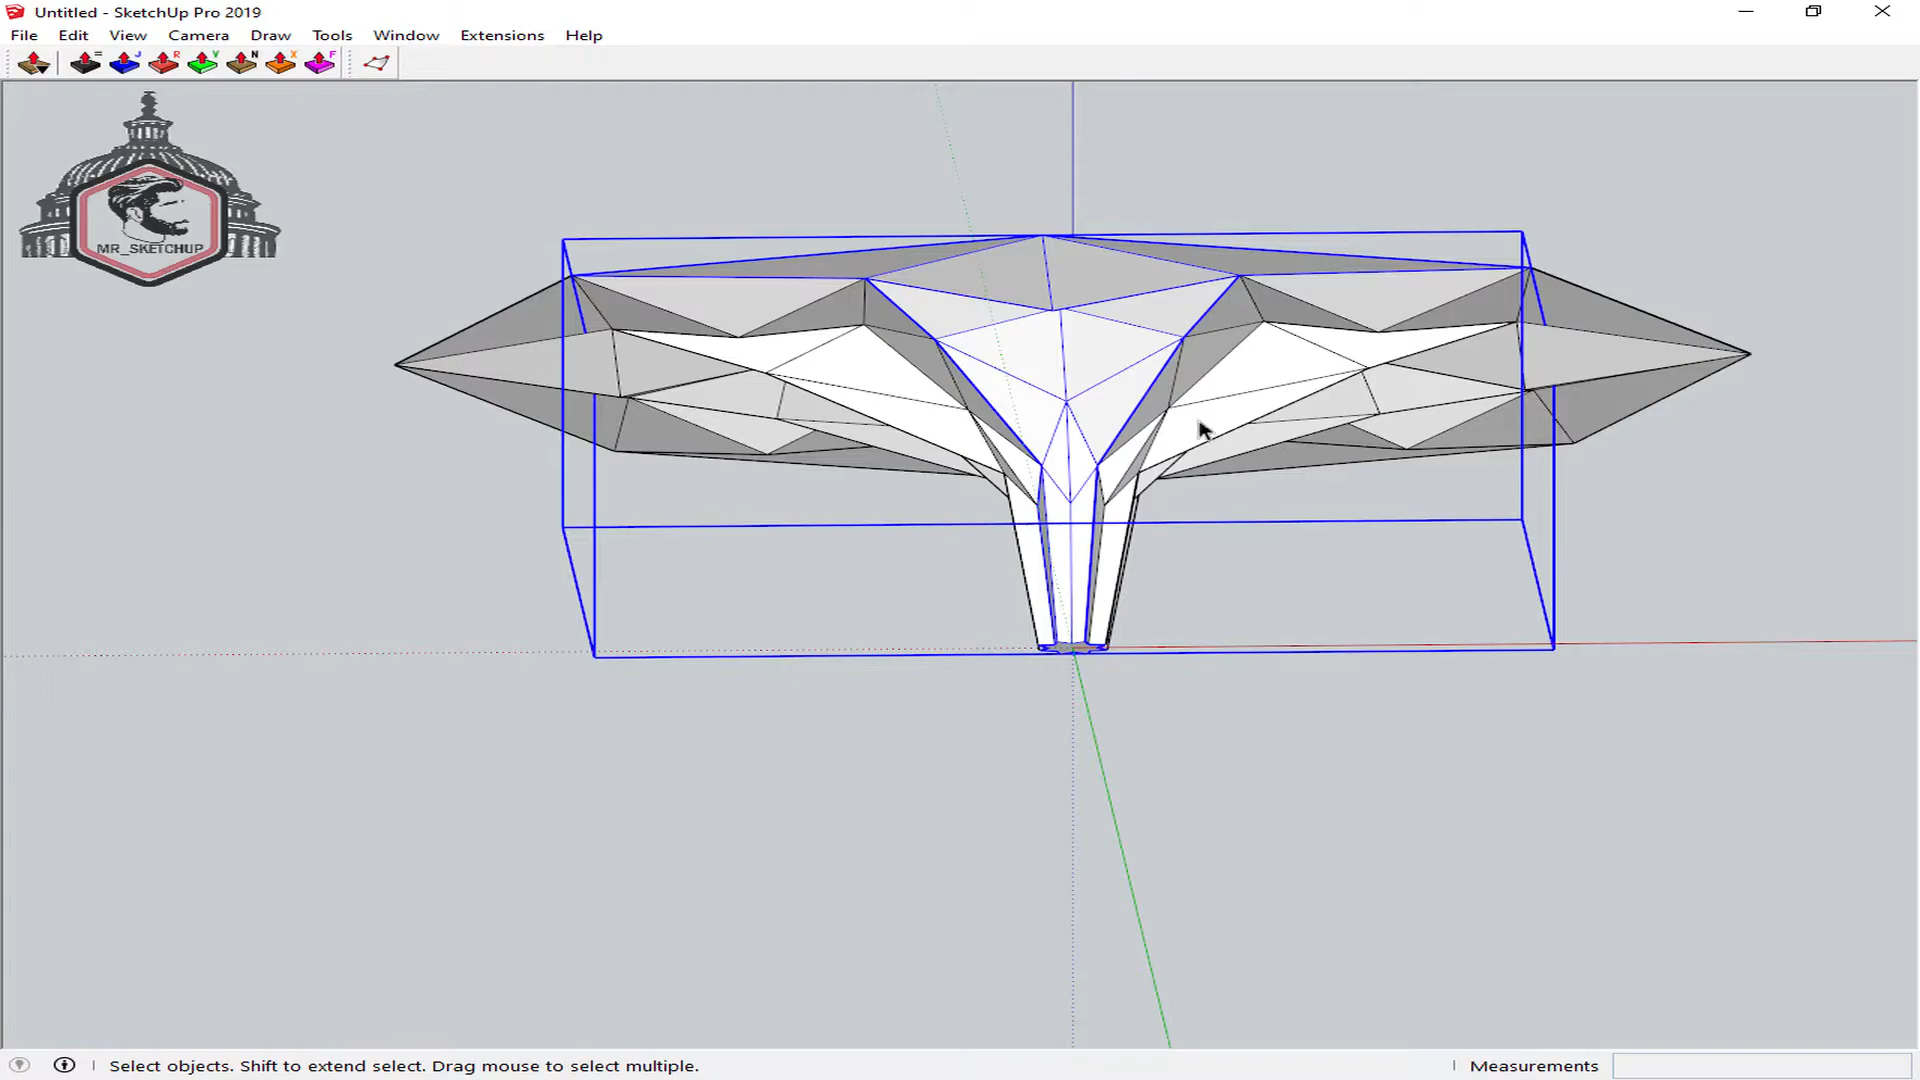 Untitled - SketchUp Pro 2019
File Edit View Camera Draw Tools Window Extensions Help
= J R V N X F
MR_SKETCHUP
Select objects. Shift to extend select. Drag mouse to select multiple.
Measurements